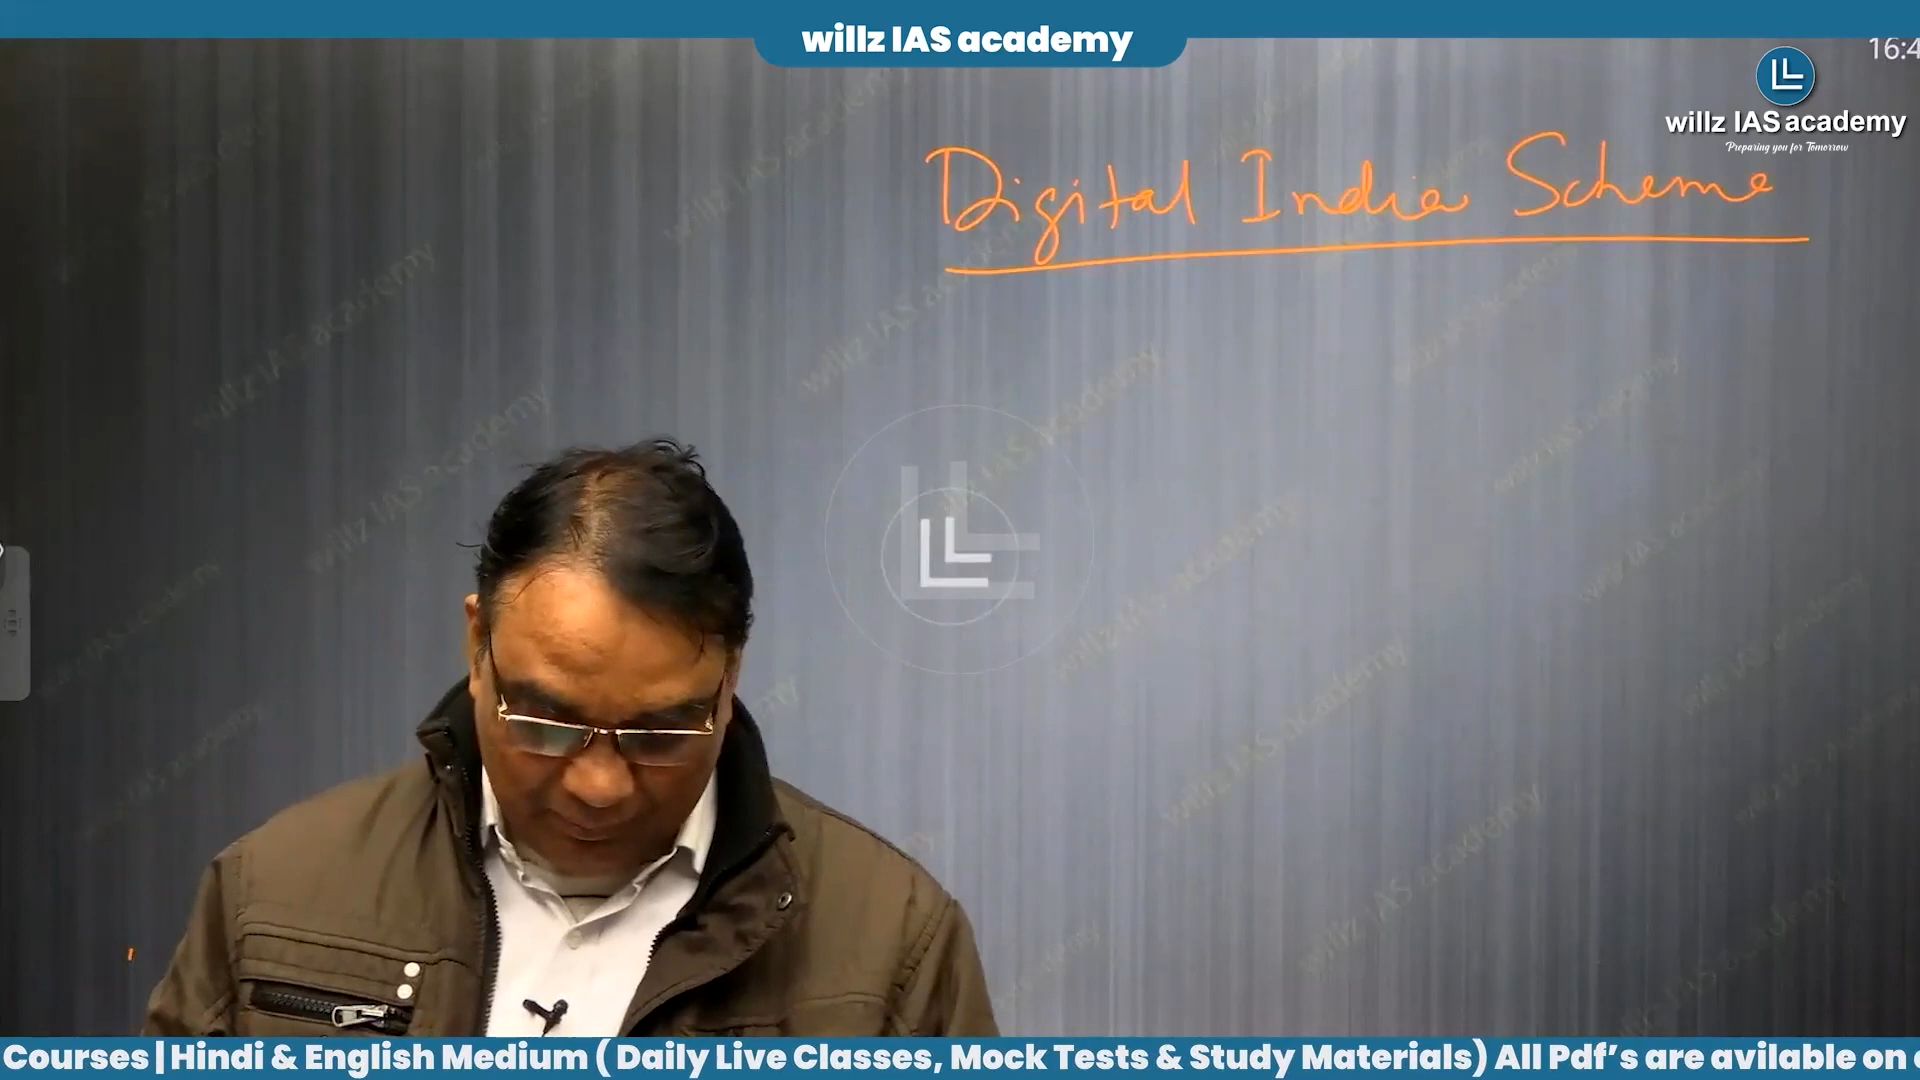 willz IAS academy
16:4
willz IAS academy
Preparing you for Tomorrow
Digital India Scheme
Courses | Hindi & English Medium ( Daily Live Classes, Mock Tests & Study Materials) All Pdf's are avilable on